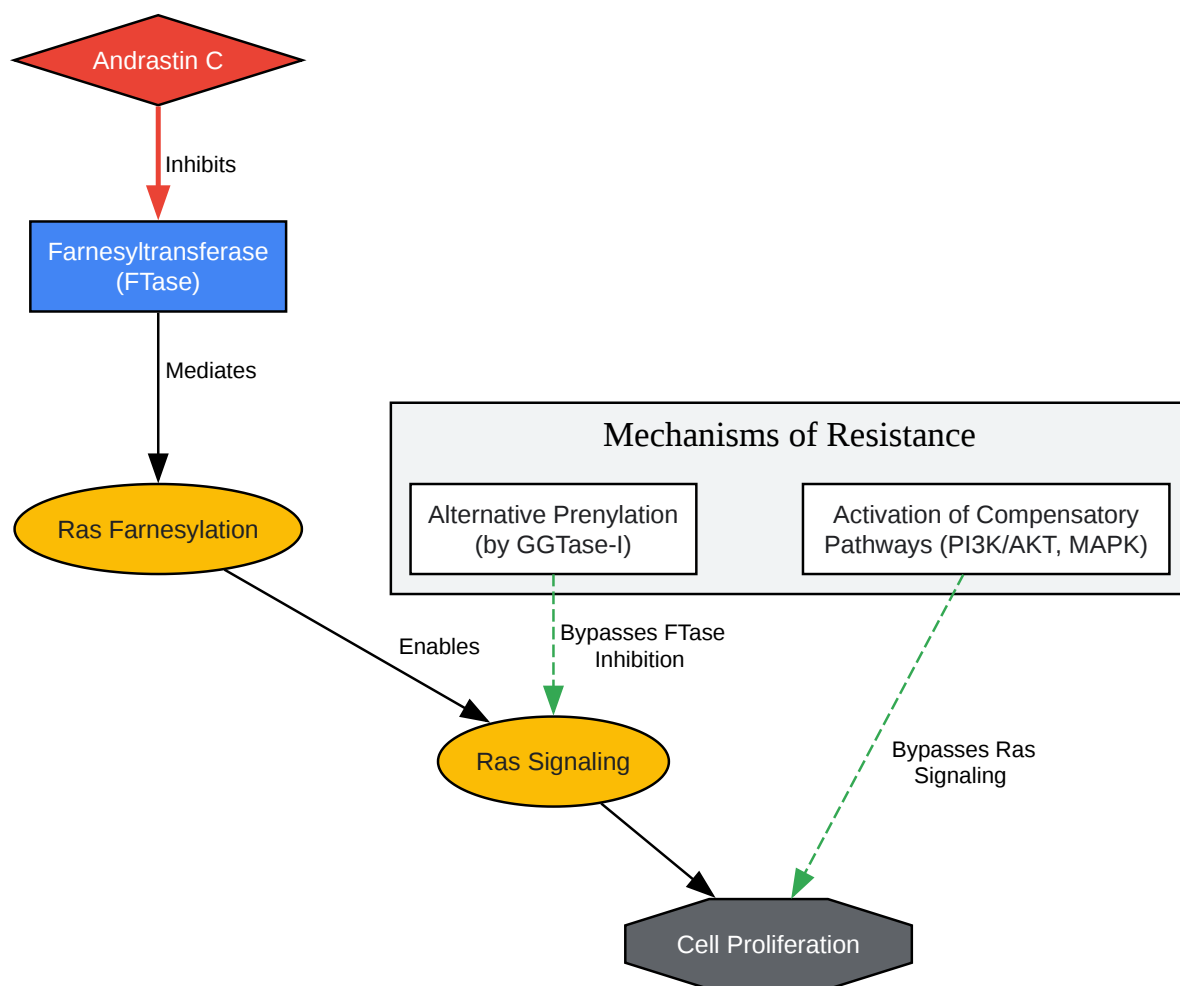 Andrastin C
Inhibits
Farnesyltransferase
(FTase)
Mediates
Mechanisms of Resistance
Ras Farnesylation
Alternative Prenylation
(by GGTase-I)
Activation of Compensatory
Pathways (PI3K/AKT, MAPK)
Enables
Bypasses FTase
Inhibition
Ras Signaling
Bypasses Ras
Signaling
Cell Proliferation